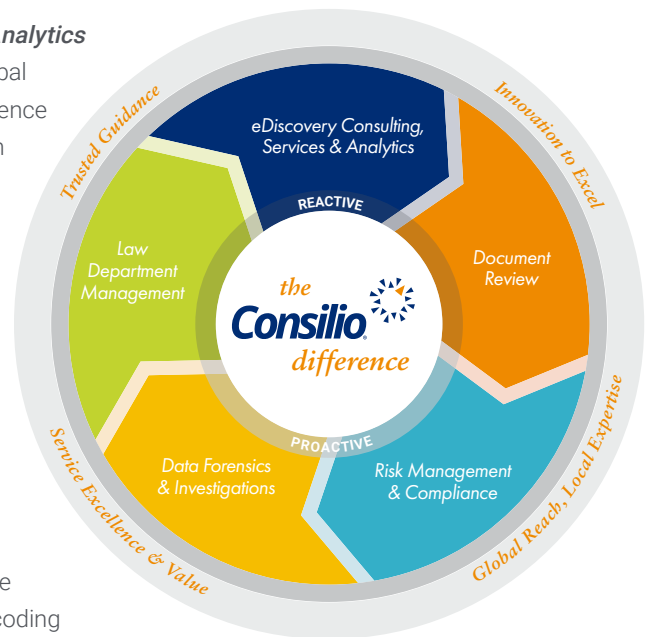 nalytics
bal
ence
n
Trusted Guidance
Innovation to Excel
eDiscovery Consulting,
Services & Analytics
REACTIVE
Law
Department
Management
Document
Review
the
Consilio
difference
PROACTIVE
Data Forensics
& Investigations
Risk Management
& Compliance
Service Excellence & Value
Global Reach, Local Expertise
e
coding